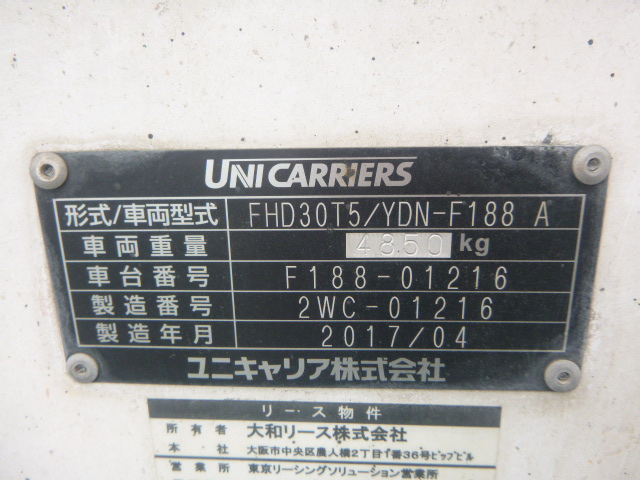 UNICARRIERS
形式/車両型式 FHD30T5/YDN-F188 A
車両重量 4850 kg
車台番号 F188-01216
製造番号 2WC-01216
製造年月 2017/04
ユニキャリア株式会社
リース物件
所有者 大和リース株式会社
本社 大阪市中央区農人橋2丁目1番36号ピップビル
営業所 東京リーシングソリューション営業所